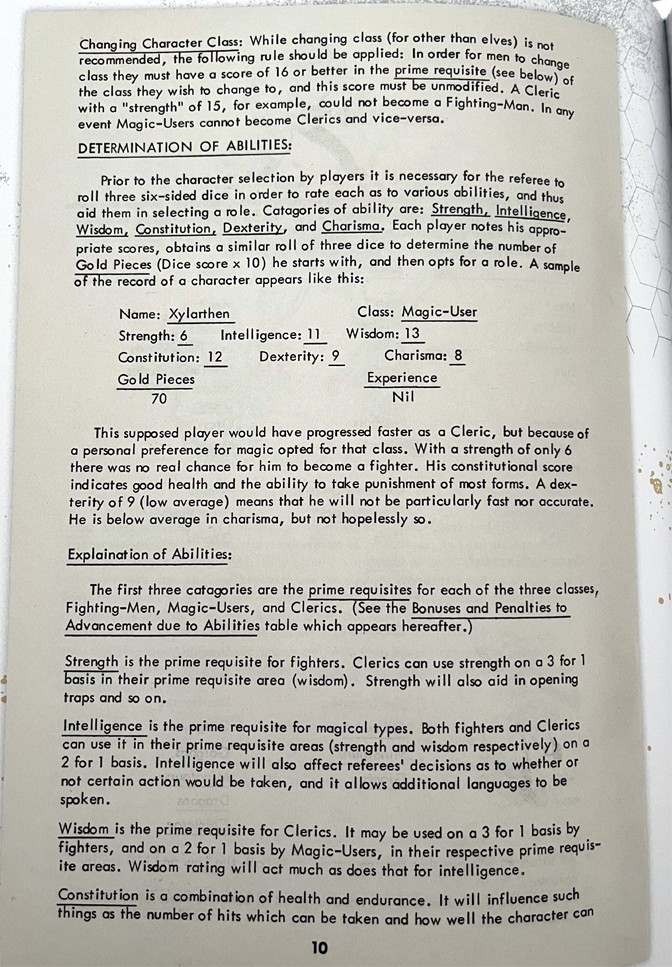 Changing Character Class: While changing class (for other than elves) is not
recommended, the following rule should be applied: In order for men to change
class they must have a score of 16 or better in the prime requisite (see below) of
the class they wish to change to, and this score must be unmodified. A Cleric
with a "strength" of 15, for example, could not become a Fighting-Man. In any
event Magic-Users cannot become Clerics and vice-versa.
DETERMINATION OF ABILITIES:
Prior to the character selection by players it is necessary for the referee to
roll three six-sided dice in order to rate each as to various abilities, and thus
aid them in selecting a role. Catagories of ability are: Strength, Intelligence,
Wisdom, Constitution, Dexterity, and Charisma. Each player notes his appro-
priate scores, obtains a similar roll of three dice to determine the number of
Gold Pieces (Dice score x 10) he starts with, and then opts for a role. A sample
of the record of a character appears like this:
Name: Xylarthen Class: Magic-User
Strength: 6 Intelligence: 11 Wisdom: 13
Constitution: 12 Dexterity: 9 Charisma: 8
Gold Pieces Experience
70 Nil
This supposed player would have progressed faster as a Cleric, but because of
a personal preference for magic opted for that class. With a strength of only 6
there was no real chance for him to become a fighter. His constitutional score
indicates good health and the ability to take punishment of most forms. A dex-
terity of 9 (low average) means that he will not be particularly fast nor accurate.
He is below average in charisma, but not hopelessly so.
Explaination of Abilities:
The first three catagories are the prime requisites for each of the three classes,
Fighting-Men, Magic-Users, and Clerics. (See the Bonuses and Penalties to
Advancement due to Abilities table which appears hereafter.)
Strength is the prime requisite for fighters. Clerics can use strength on a 3 for 1
basis in their prime requisite area (wisdom). Strength will also aid in opening
traps and so on.
Intelligence is the prime requisite for magical types. Both fighters and Clerics
can use it in their prime requisite areas (strength and wisdom respectively) on a
2 for 1 basis. Intelligence will also affect referees' decisions as to whether or
not certain action would be taken, and it allows additional languages to be
spoken.
Wisdom is the prime requisite for Clerics. It may be used on a 3 for 1 basis by
fighters, and on a 2 for 1 basis by Magic-Users, in their respective prime requis-
ite areas. Wisdom rating will act much as does that for intelligence.
Constitution is a combination of health and endurance. It will influence such
things as the number of hits which can be taken and how well the character can
10